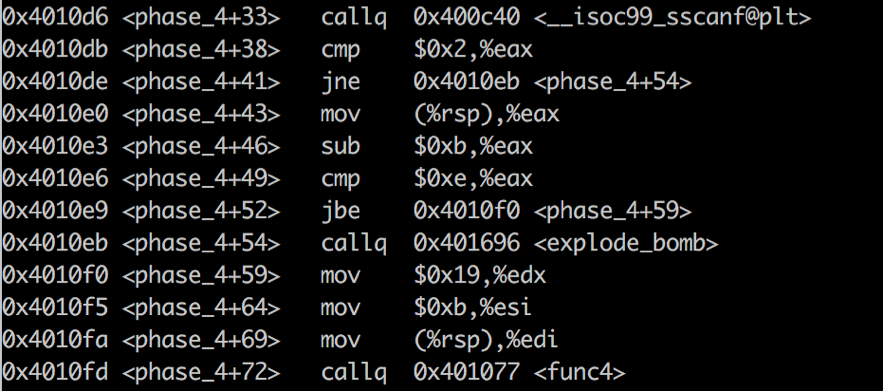 0x4010d6 <phase_4+33> callq 0x400c40 <__isoc99_sscanf@plt>
0x4010db <phase_4+38> cmp $0x2,%eax
0x4010de <phase_4+41> jne 0x4010eb <phase_4+54>
0x4010e0 <phase_4+43> mov (%rsp),%eax
0x4010e3 <phase_4+46> sub $0xb,%eax
0x4010e6 <phase_4+49> cmp $0xe,%eax
0x4010e9 <phase_4+52> jbe 0x4010f0 <phase_4+59>
0x4010eb <phase_4+54> callq 0x401696 <explode_bomb>
0x4010f0 <phase_4+59> mov $0x19,%edx
0x4010f5 <phase_4+64> mov $0xb,%esi
0x4010fa <phase_4+69> mov (%rsp),%edi
0x4010fd <phase_4+72> callq 0x401077 <func4>